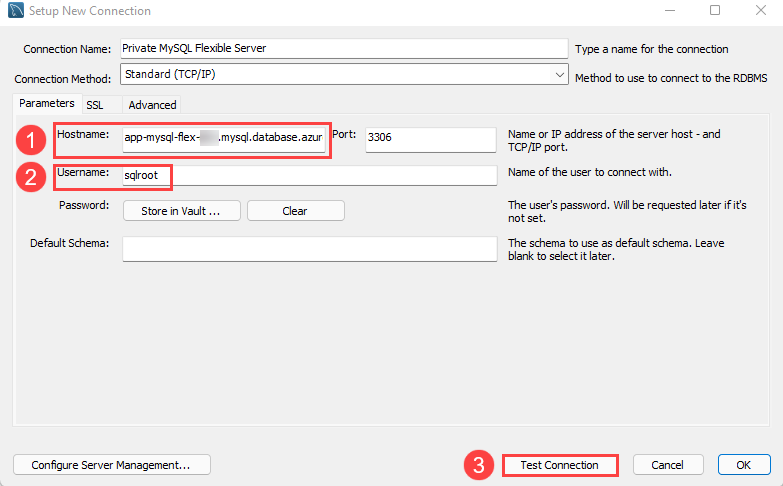 Setup New Connection
Connection Name: Private MySQL Flexible Server Type a name for the connection
Connection Method: Standard (TCP/IP) Method to use to connect to the RDBMS
Parameters SSL Advanced
1 Hostname: app-mysql-flex- .mysql.database.azur Port: 3306 Name or IP address of the server host - and
TCP/IP port.
2 Username: sqlroot Name of the user to connect with.
Password: Store in Vault ... Clear The user's password. Will be requested later if it's
not set.
Default Schema: The schema to use as default schema. Leave
blank to select it later.
Configure Server Management... 3 Test Connection Cancel OK